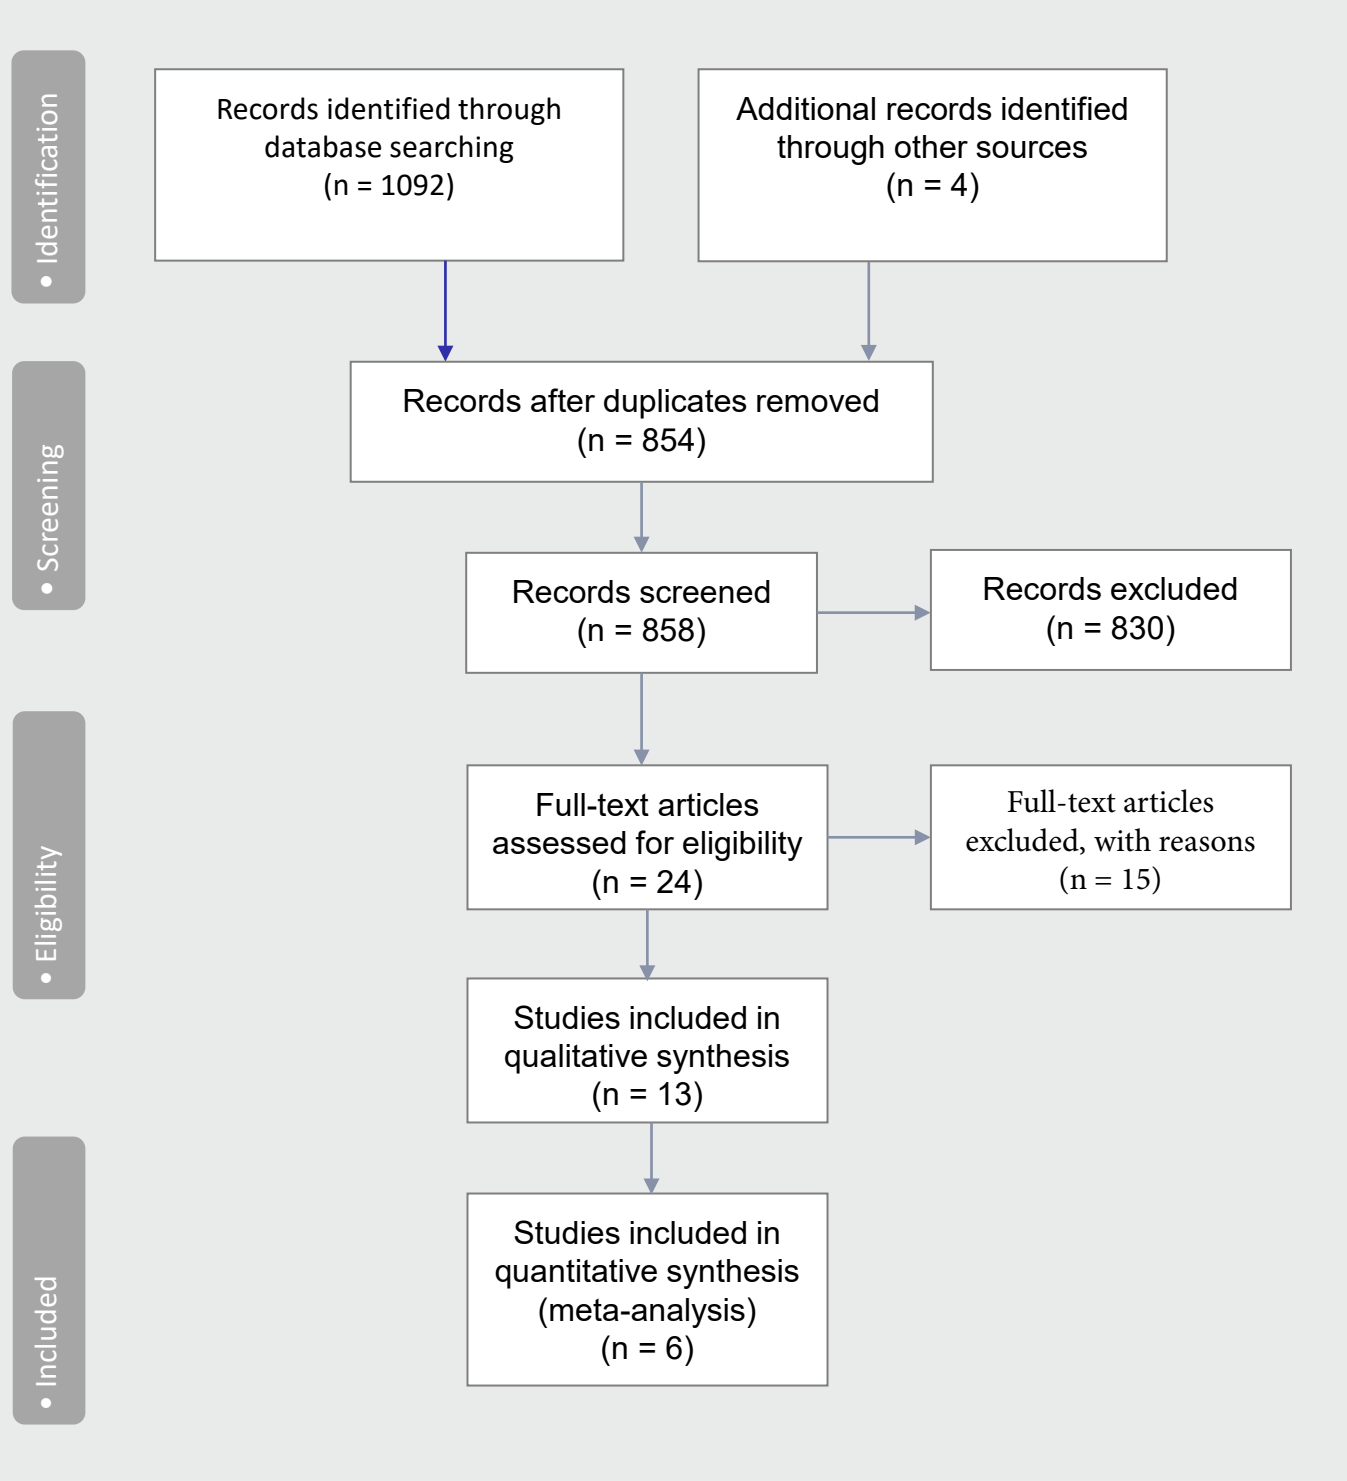 • Identification
Records identified through
database searching
(n = 1092)
Additional records identified
through other sources
(n = 4)
• Screening
Records after duplicates removed
(n = 854)
Records screened
(n = 858)
Records excluded
(n = 830)
• Eligibility
Full-text articles
assessed for eligibility
(n = 24)
Full-text articles
excluded, with reasons
(n = 15)
Studies included in
qualitative synthesis
(n = 13)
• Included
Studies included in
quantitative synthesis
(meta-analysis)
(n = 6)